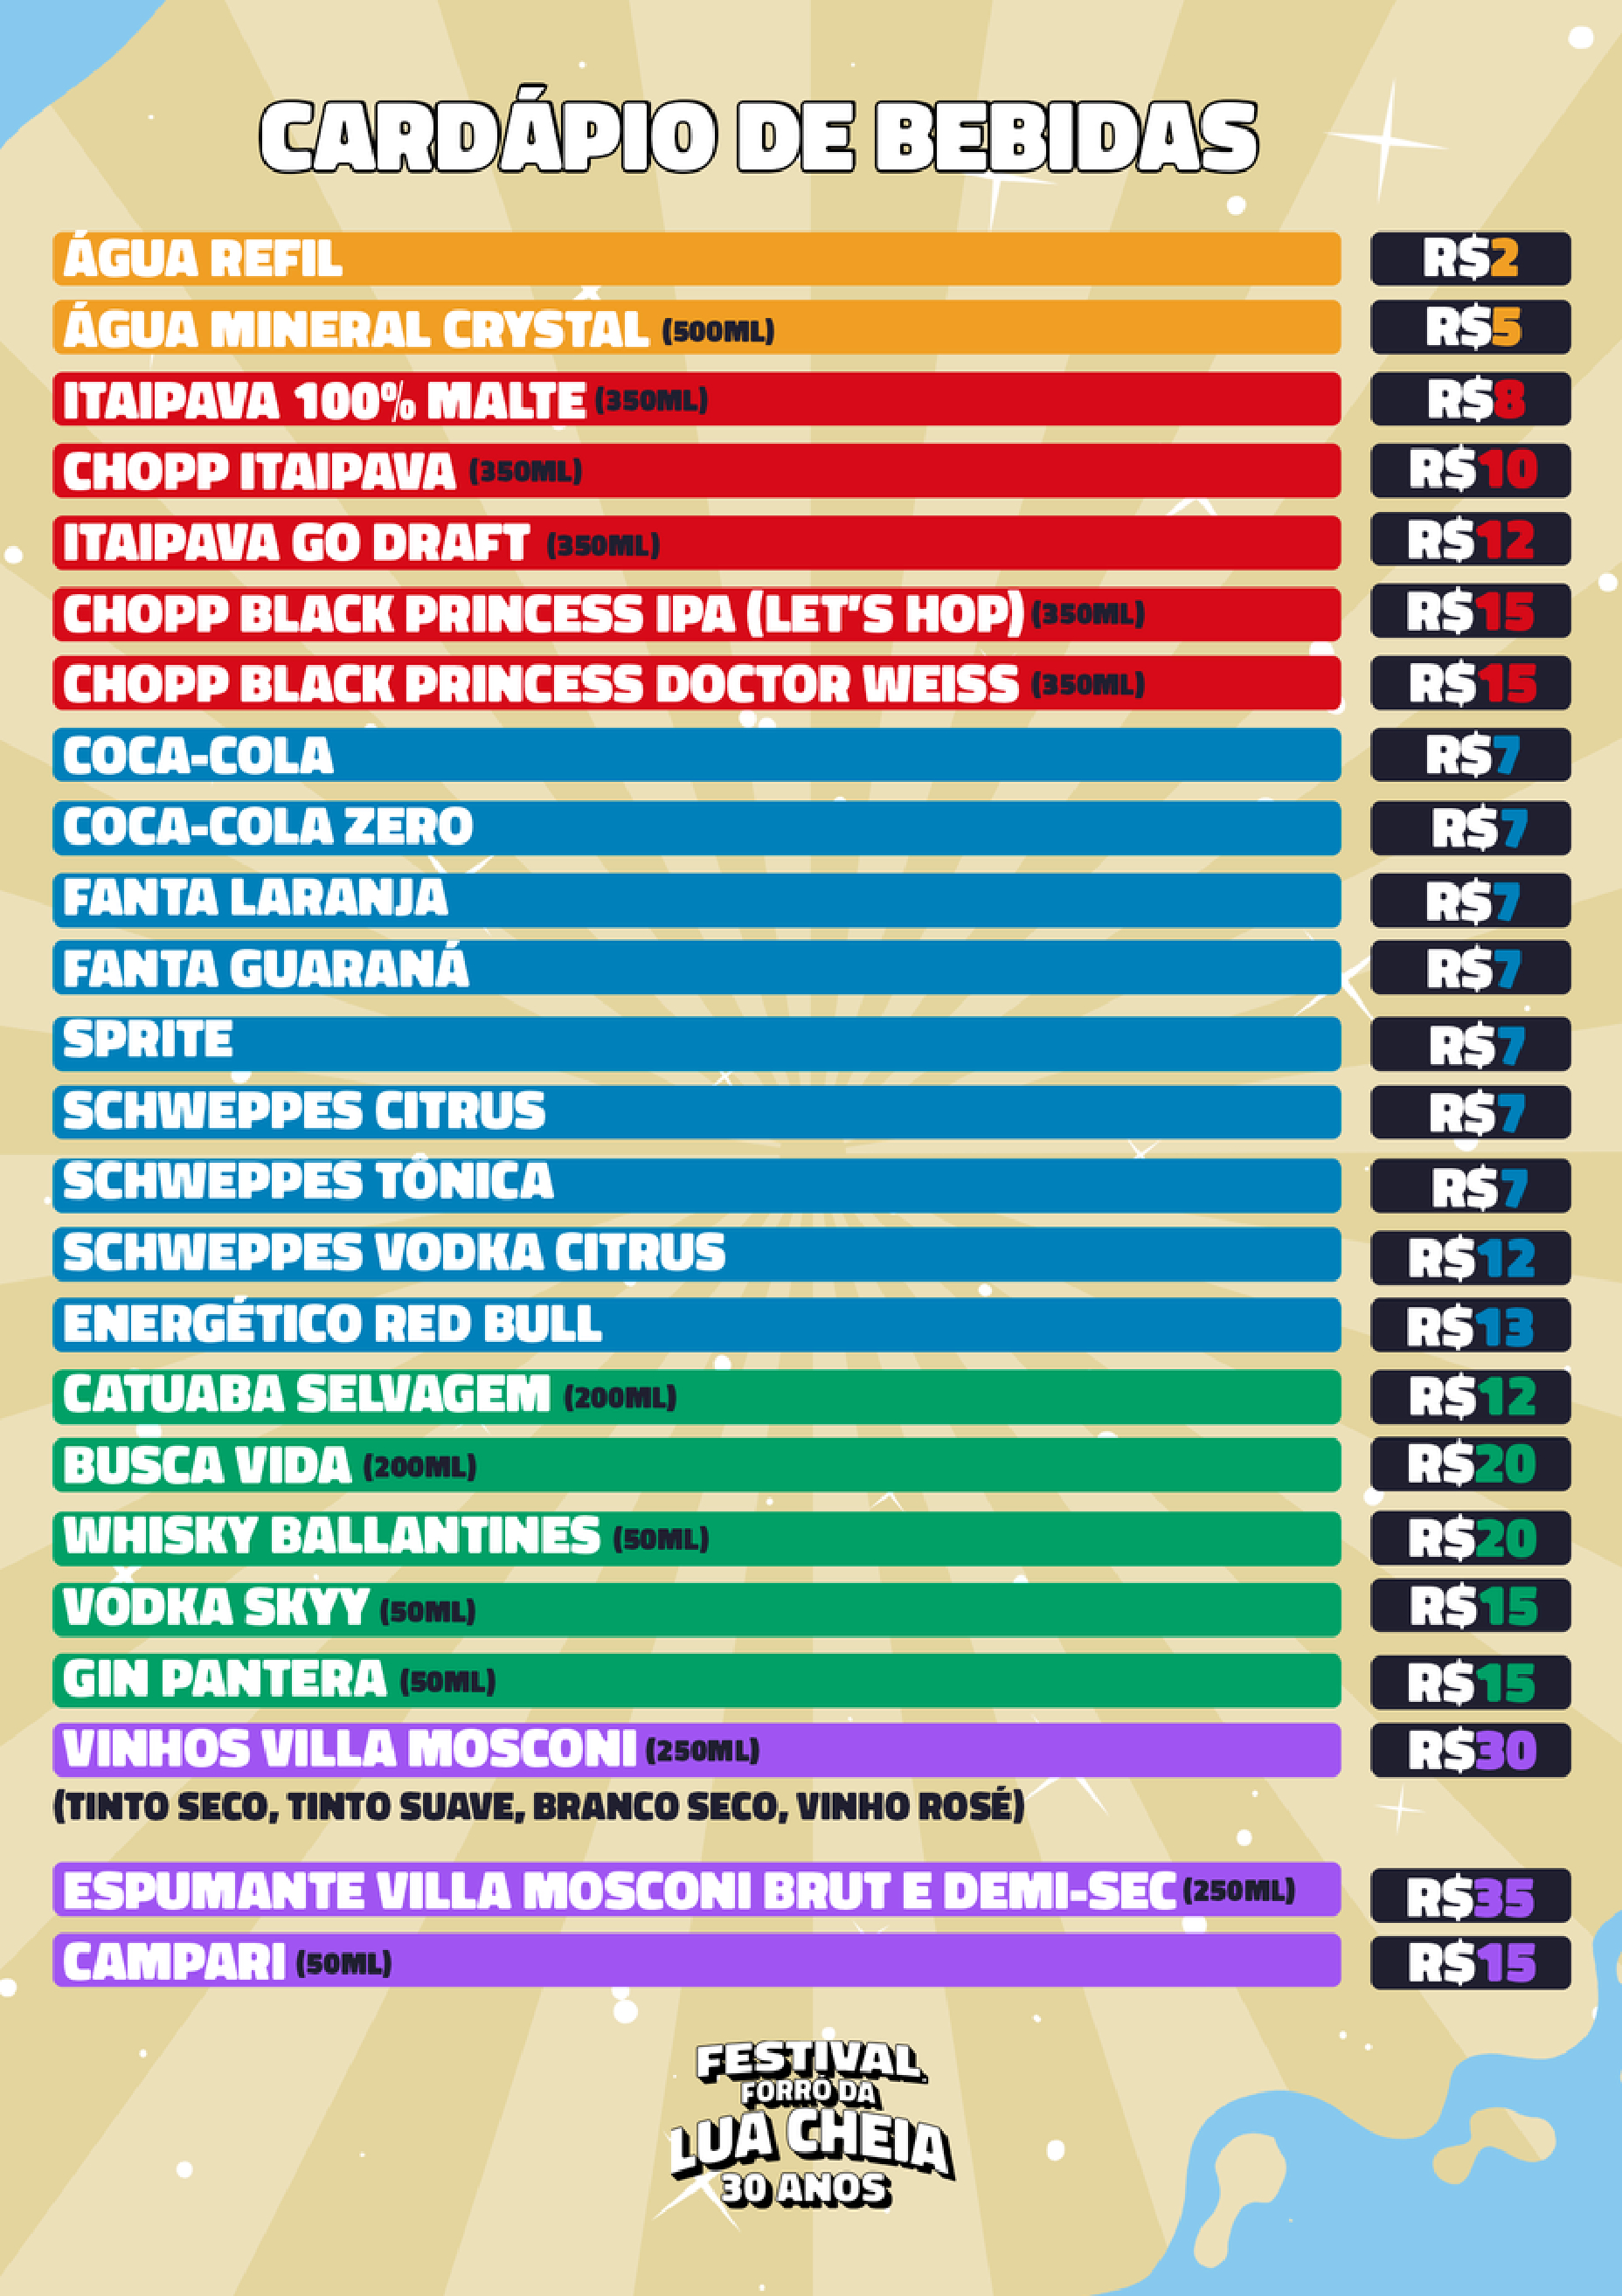 CARDÁPIO DE BEBIDAS
ÁGUA REFIL R$2
ÁGUA MINERAL CRYSTAL (500ML) R$5
ITAIPAVA 100% MALTE (350ML) R$8
CHOPP ITAIPAVA (350ML) R$10
ITAIPAVA GO DRAFT (350ML) R$12
CHOPP BLACK PRINCESS IPA (LET'S HOP) (350ML) R$15
CHOPP BLACK PRINCESS DOCTOR WEISS (350ML) R$15
COCA-COLA R$7
COCA-COLA ZERO R$7
FANTA LARANJA R$7
FANTA GUARANÁ R$7
SPRITE R$7
SCHWEPPES CITRUS R$7
SCHWEPPES TÔNICA R$7
SCHWEPPES VODKA CITRUS R$12
ENERGÉTICO RED BULL R$13
CATUABA SELVAGEM (200ML) R$12
BUSCA VIDA (200ML) R$20
WHISKY BALLANTINES (50ML) R$20
VODKA SKYY (50ML) R$15
GIN PANTERA (50ML) R$15
VINHOS VILLA MOSCONI (250ML) R$30
(TINTO SECO, TINTO SUAVE, BRANCO SECO, VINHO ROSÉ)
ESPUMANTE VILLA MOSCONI BRUT E DEMI-SEC (250ML) R$35
CAMPARI (50ML) R$15
FESTIVAL
FORRÓ DA
LUA CHEIA
30 ANOS